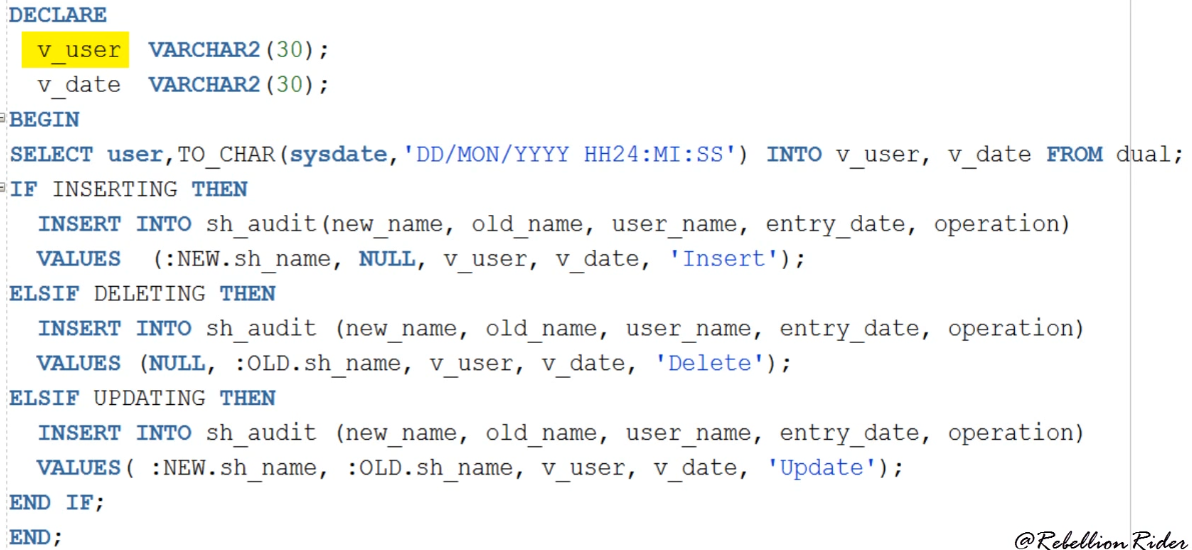 DECLARE
v_user VARCHAR2(30);
v_date VARCHAR2(30);
BEGIN
SELECT user,TO_CHAR(sysdate,'DD/MON/YYYY HH24:MI:SS') INTO v_user, v_date FROM dual;
IF INSERTING THEN
INSERT INTO sh_audit(new_name, old_name, user_name, entry_date, operation)
VALUES (:NEW.sh_name, NULL, v_user, v_date, 'Insert');
ELSIF DELETING THEN
INSERT INTO sh_audit (new_name, old_name, user_name, entry_date, operation)
VALUES (NULL, :OLD.sh_name, v_user, v_date, 'Delete');
ELSIF UPDATING THEN
INSERT INTO sh_audit (new_name, old_name, user_name, entry_date, operation)
VALUES( :NEW.sh_name, :OLD.sh_name, v_user, v_date, 'Update');
END IF;
END;
@Rebellion Rider